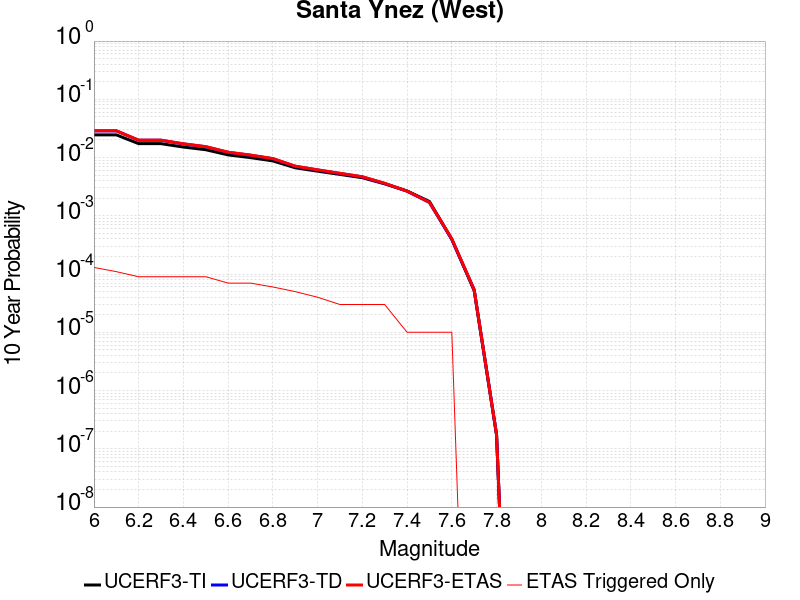 Santa Ynez (West)
10^0
10^-1
10^-2
10^-3
10^-4
10^-5
10^-6
10^-7
10^-8
10 Year Probability
6 6.2 6.4 6.6 6.8 7 7.2 7.4 7.6 7.8 8 8.2 8.4 8.6 8.8 9
Magnitude
UCERF3-TI UCERF3-TD UCERF3-ETAS ETAS Triggered Only